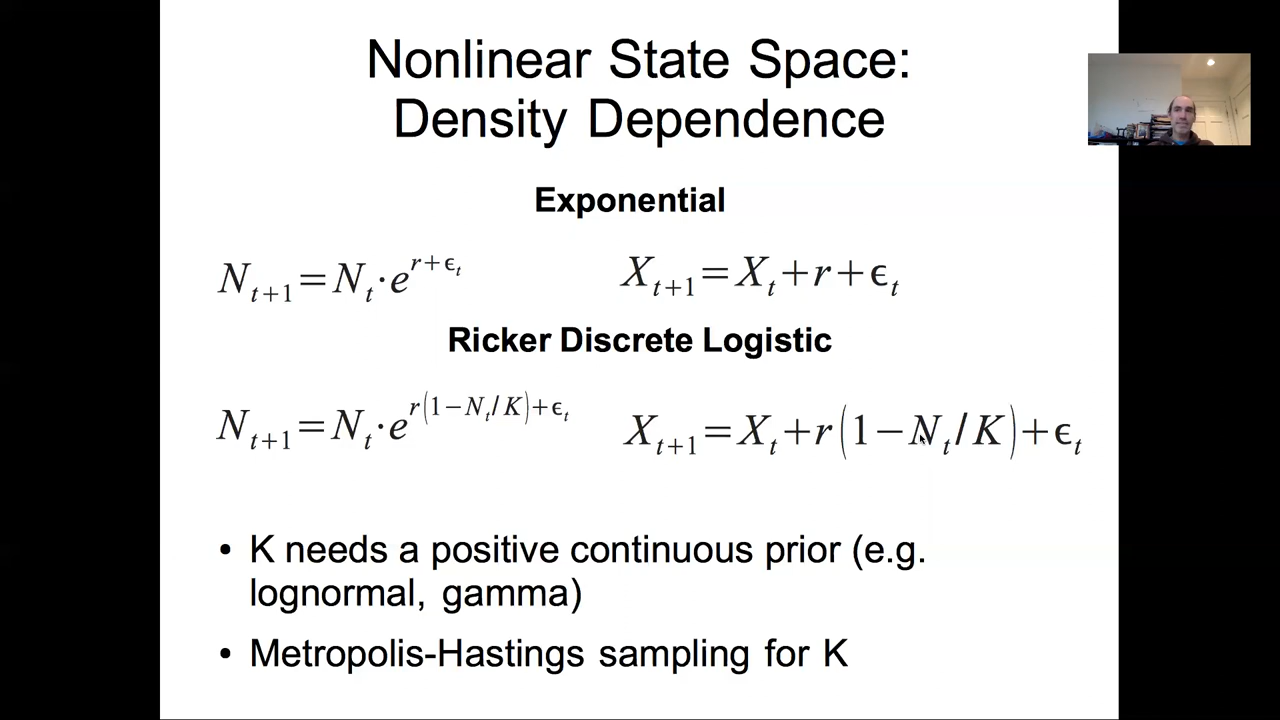 Nonlinear State Space:
Density Dependence
Exponential
N_{t+1}=N_t·e^{r+ϵ_t}
X_{t+1}=X_t+r+ϵ_t
Ricker Discrete Logistic
N_{t+1}=N_t·e^{r(1−N_t/K)+ϵ_t}
X_{t+1}=X_t+r(1−N_t/K)+ϵ_t
• K needs a positive continuous prior (e.g.
lognormal, gamma)
• Metropolis-Hastings sampling for K